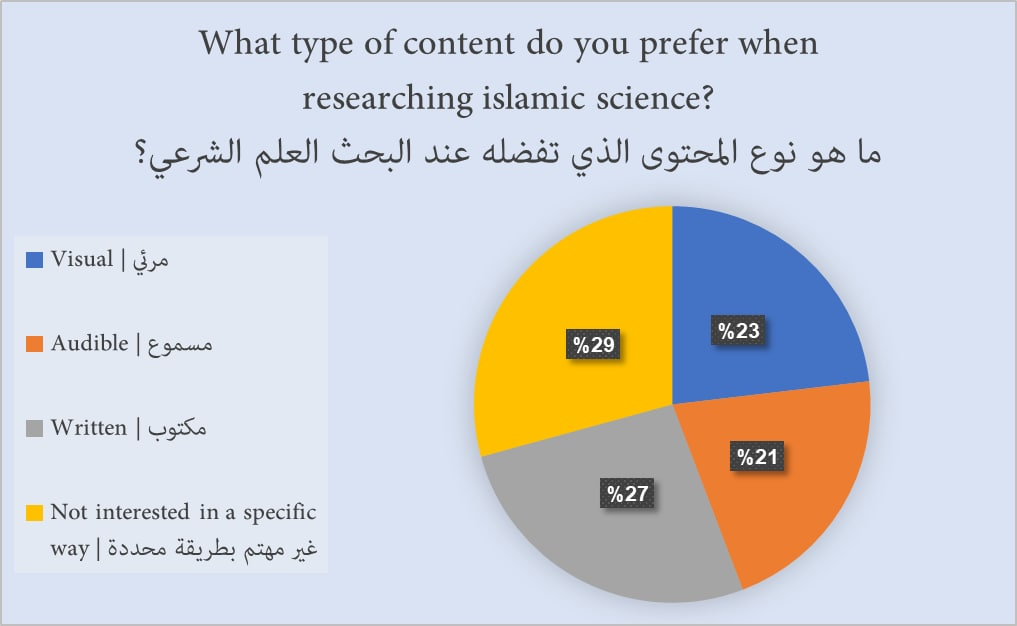 What type of content do you prefer when
researching islamic science?
ما هو نوع المحتوى الذي تفضله عند البحث العلم الشرعي؟
Visual | مرئي
Audible | مسموع
Written | مكتوب
Not interested in a specific
way | غير مهتم بطريقة محددة
%23
%29
%21
%27